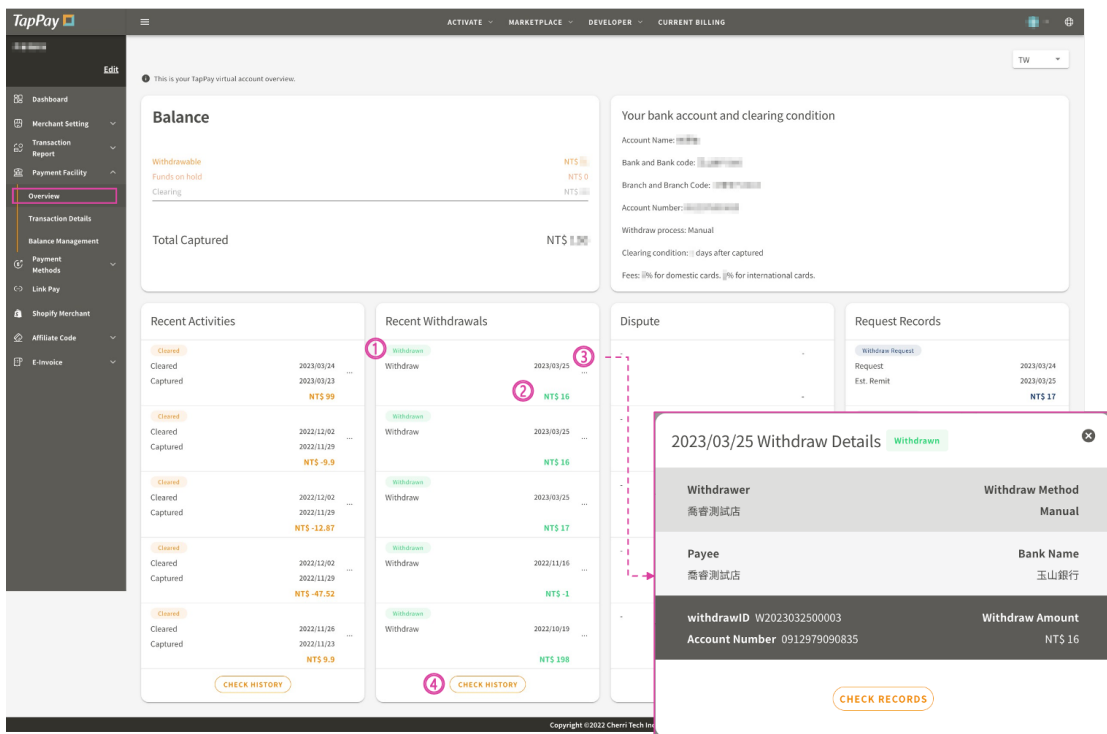 TapPay
ACTIVATE
MARKETPLACE
DEVELOPER
CURRENT BILLING
Edit
Dashboard
Merchant Setting
Transaction
Report
Payment Facility
Overview
Transaction Details
Balance Management
Payment
Methods
Link Pay
Shopify Merchant
Affiliate Code
E-Invoice
This is your TapPay virtual account overview.
TW
Balance
Withdrawable NT$
Funds on hold NT$ 0
Clearing NT$
Total Captured NT$
Your bank account and clearing condition
Account Name:
Bank and Bank code:
Branch and Branch Code:
Account Number:
Withdraw process: Manual
Clearing condition: days after captured
Fees: % for domestic cards. % for international cards.
Recent Activities
Cleared
Cleared 2023/03/24 ...
Captured 2023/03/23
NT$ 99
Cleared
Cleared 2022/12/02 ...
Captured 2022/11/29
NT$ -9.9
Cleared
Cleared 2022/12/02 ...
Captured 2022/11/29
NT$ -12.87
Cleared
Cleared 2022/12/02 ...
Captured 2022/11/29
NT$ -47.52
Cleared
Cleared 2022/11/26 ...
Captured 2022/11/23
NT$ 9.9
CHECK HISTORY
Recent Withdrawals
① Withdrawn
Withdraw 2023/03/25 ... ③
② NT$ 16
Withdrawn
Withdraw 2023/03/25 ...
NT$ 16
Withdrawn
Withdraw 2023/03/25 ...
NT$ 17
Withdrawn
Withdraw 2022/11/16 ...
NT$ -1
Withdrawn
Withdraw 2022/10/19 ...
NT$ 198
④ CHECK HISTORY
Dispute
- -
-
-
-
-
-
Request Records
Withdraw Request
Request 2023/03/24
Est. Remit 2023/03/25
NT$ 17
2023/03/25 Withdraw Details Withdrawn
Withdrawer Withdraw Method
喬睿測試店 Manual
Payee Bank Name
喬睿測試店 玉山銀行
withdrawID W2023032500003 Withdraw Amount
Account Number 0912979090835 NT$ 16
CHECK RECORDS
Copyright ©2022 Cherri Tech Inc